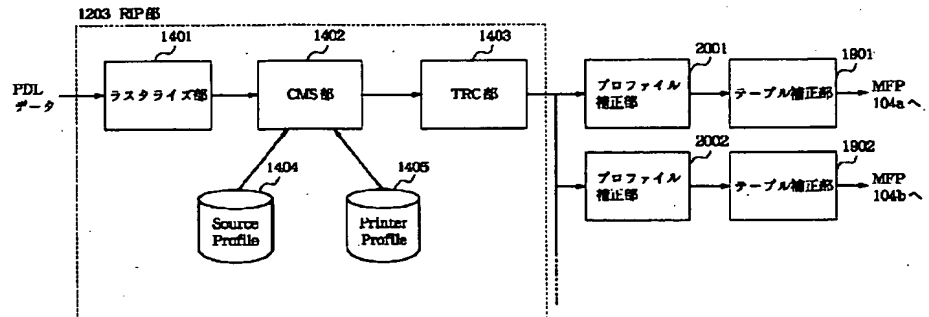 1203 RIP部
1401
1402
1403
PDL
データ
ラスタライズ部
CMS部
TRC部
2001
プロファイル
補正部
1901
テーブル補正部
MFP
104aへ
2002
プロファイル
補正部
1902
テーブル補正部
MFP
104bへ
1404
Source
Profile
1405
Printer
Profile